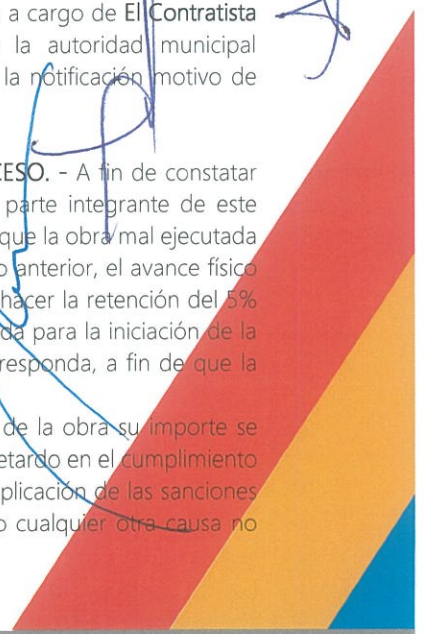 a cargo de El Contratista
la autoridad municipal
la notificación motivo de
CESO. - A fin de constatar
parte integrante de este
que la obra mal ejecutada
o anterior, el avance físico
hacer la retención del 5%
da para la iniciación de la
responda, a fin de que la
de la obra su importe se
etardo en el cumplimiento
plicación de las sanciones
o cualquier otra causa no